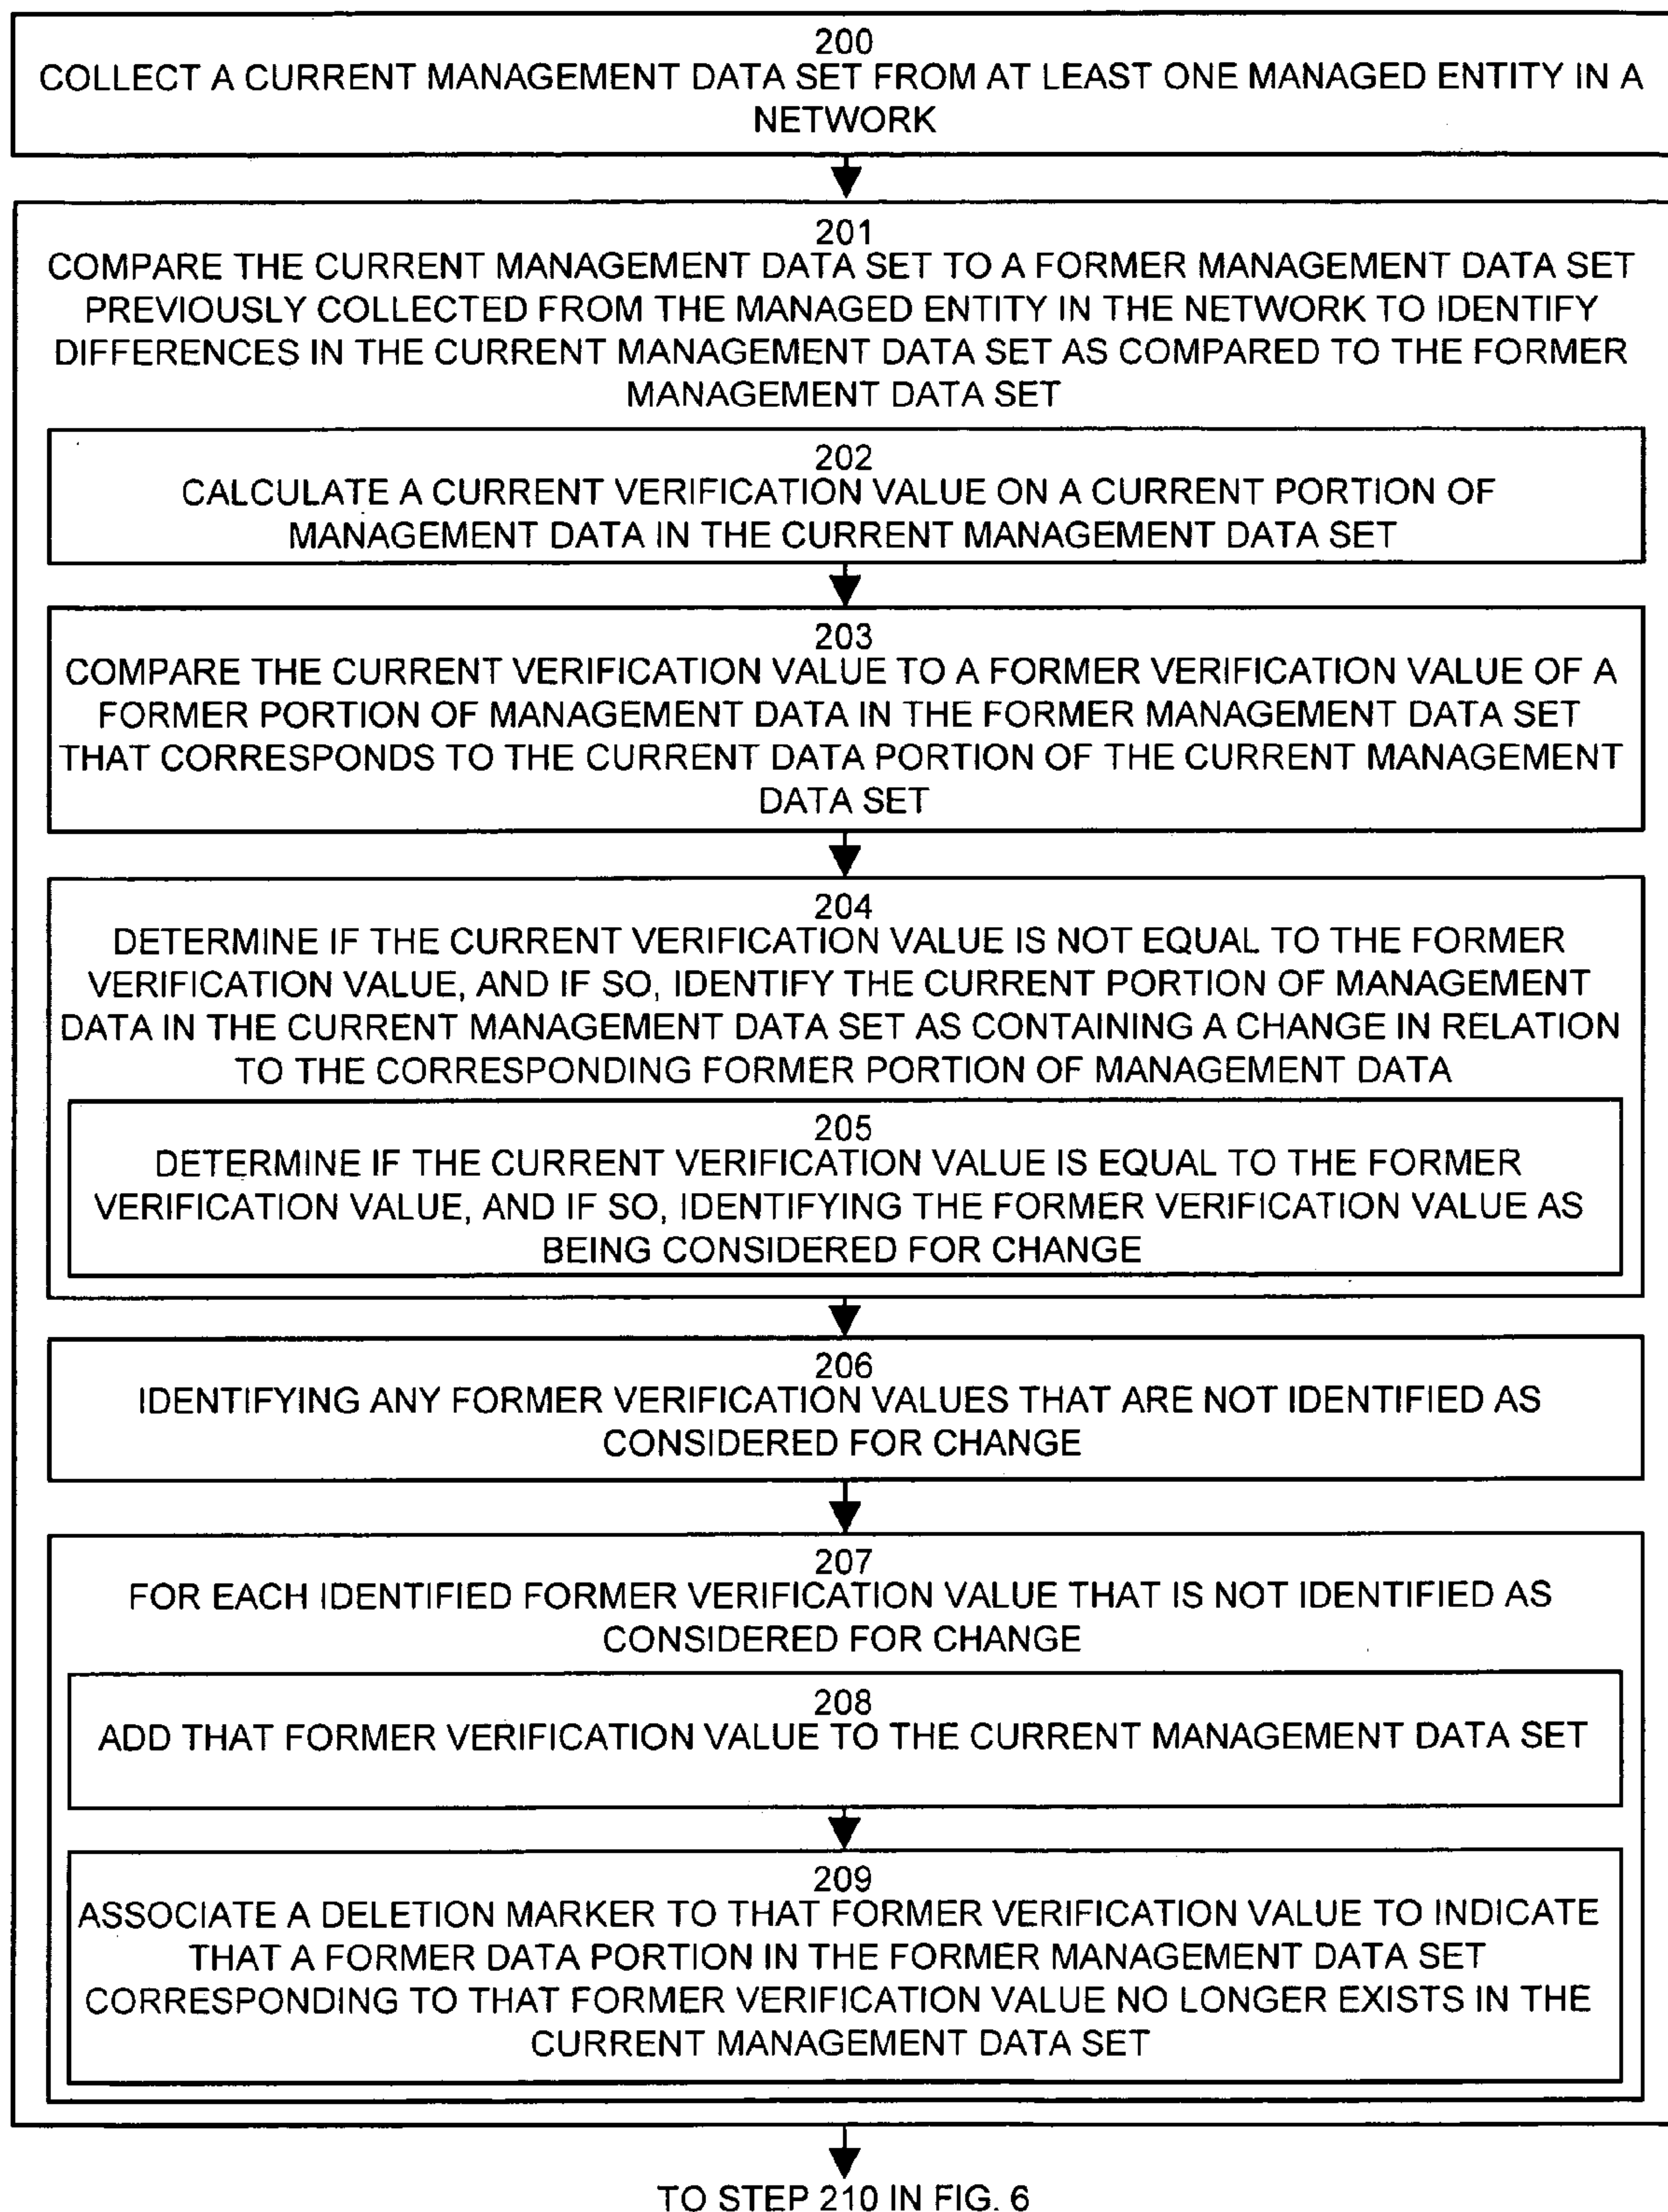 200
COLLECT A CURRENT MANAGEMENT DATA SET FROM AT LEAST ONE MANAGED ENTITY IN A
NETWORK
201
COMPARE THE CURRENT MANAGEMENT DATA SET TO A FORMER MANAGEMENT DATA SET
PREVIOUSLY COLLECTED FROM THE MANAGED ENTITY IN THE NETWORK TO IDENTIFY
DIFFERENCES IN THE CURRENT MANAGEMENT DATA SET AS COMPARED TO THE FORMER
MANAGEMENT DATA SET
202
CALCULATE A CURRENT VERIFICATION VALUE ON A CURRENT PORTION OF
MANAGEMENT DATA IN THE CURRENT MANAGEMENT DATA SET
203
COMPARE THE CURRENT VERIFICATION VALUE TO A FORMER VERIFICATION VALUE OF A
FORMER PORTION OF MANAGEMENT DATA IN THE FORMER MANAGEMENT DATA SET
THAT CORRESPONDS TO THE CURRENT DATA PORTION OF THE CURRENT MANAGEMENT
DATA SET
204
DETERMINE IF THE CURRENT VERIFICATION VALUE IS NOT EQUAL TO THE FORMER
VERIFICATION VALUE, AND IF SO, IDENTIFY THE CURRENT PORTION OF MANAGEMENT
DATA IN THE CURRENT MANAGEMENT DATA SET AS CONTAINING A CHANGE IN RELATION
TO THE CORRESPONDING FORMER PORTION OF MANAGEMENT DATA
205
DETERMINE IF THE CURRENT VERIFICATION VALUE IS EQUAL TO THE FORMER
VERIFICATION VALUE, AND IF SO, IDENTIFYING THE FORMER VERIFICATION VALUE AS
BEING CONSIDERED FOR CHANGE
206
IDENTIFYING ANY FORMER VERIFICATION VALUES THAT ARE NOT IDENTIFIED AS
CONSIDERED FOR CHANGE
207
FOR EACH IDENTIFIED FORMER VERIFICATION VALUE THAT IS NOT IDENTIFIED AS
CONSIDERED FOR CHANGE
208
ADD THAT FORMER VERIFICATION VALUE TO THE CURRENT MANAGEMENT DATA SET
209
ASSOCIATE A DELETION MARKER TO THAT FORMER VERIFICATION VALUE TO INDICATE
THAT A FORMER DATA PORTION IN THE FORMER MANAGEMENT DATA SET
CORRESPONDING TO THAT FORMER VERIFICATION VALUE NO LONGER EXISTS IN THE
CURRENT MANAGEMENT DATA SET
TO STEP 210 IN FIG. 6